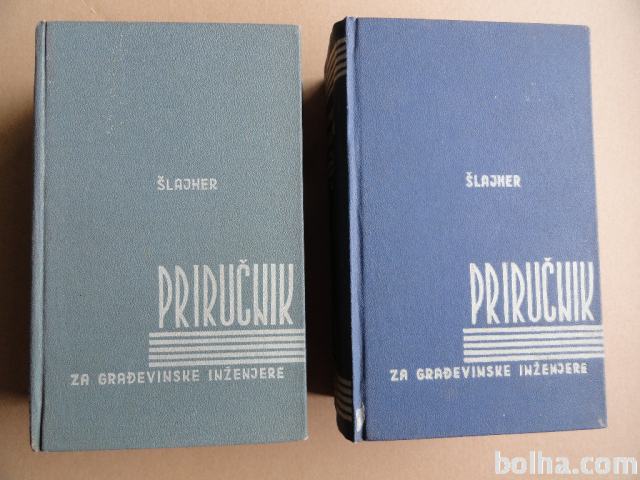 ŠLAJHER
PRIRUČNIK
ZA GRAĐEVINSKE INŽENJERE
ŠLAJHER
PRIRUČNIK
ZA GRAĐEVINSKE INŽENJERE
bolha.com